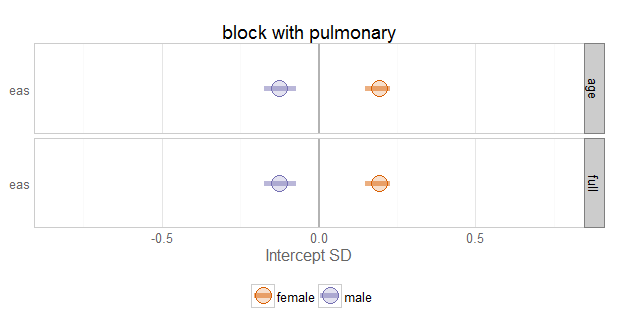 block with pulmonary
eas
age
eas
full
-0.5 0.0 0.5
Intercept SD
female male